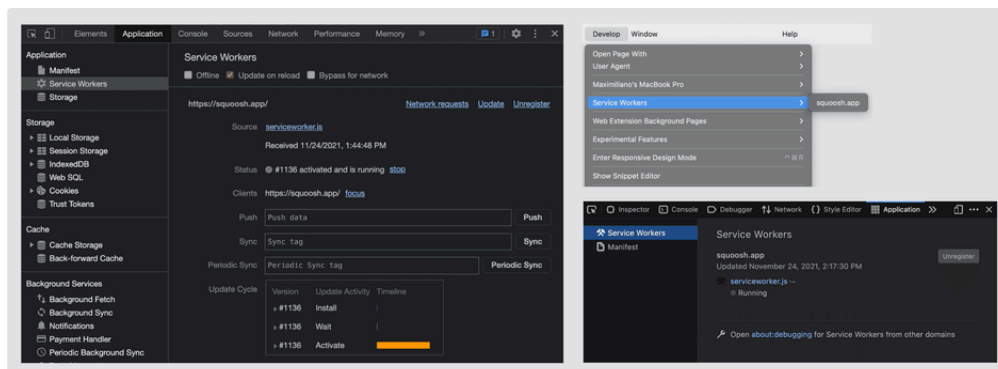 Elements Application Console Sources Network Performance Memory » 1
Application
Manifest
Service Workers
Storage
Storage
Local Storage
Session Storage
IndexedDB
Web SQL
Cookies
Trust Tokens
Cache
Cache Storage
Back-forward Cache
Background Services
Background Fetch
Background Sync
Notifications
Payment Handler
Periodic Background Sync
Service Workers
Offline Update on reload Bypass for network
https://squoosh.app/ Network requests Update Unregister
Source serviceworker.js
Received 11/24/2021, 1:44:48 PM
Status #1136 activated and is running stop
Clients https://squoosh.app/ focus
Push Push data Push
Sync Sync tag Sync
Periodic Sync Periodic Sync tag Periodic Sync
Update Cycle Version Update Activity Timeline
#1136 Install
#1136 Wait
#1136 Activate
Develop Window Help
Open Page With
User Agent
Maximiliano's MacBook Pro
Service Workers squoosh.app
Web Extension Background Pages
Experimental Features
Enter Responsive Design Mode ^⌘R
Show Snippet Editor
Inspector Console Debugger Network {} Style Editor Application »
Service Workers
Manifest
Service Workers
squoosh.app Unregister
Updated November 24, 2021, 2:17:30 PM
serviceworker.js
Running
Open about:debugging for Service Workers from other domains